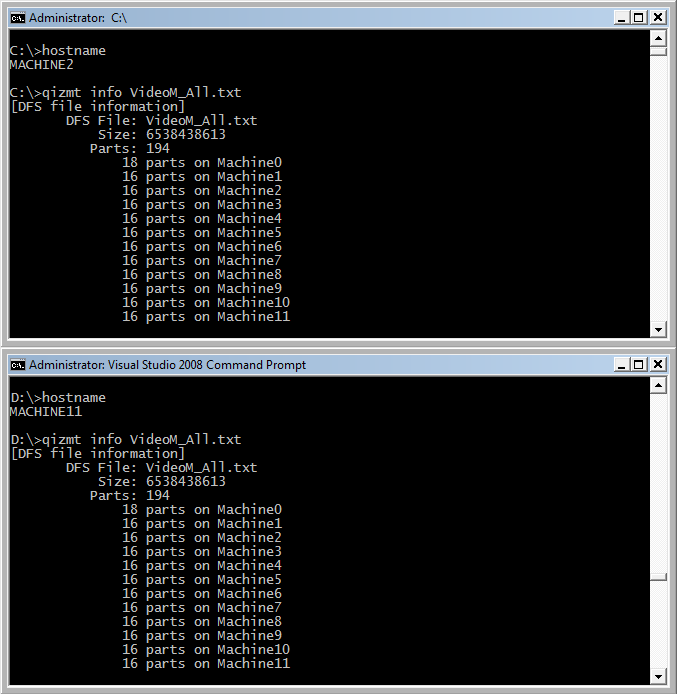 Administrator:  C:\
C:\>hostname
MACHINE2
C:\>qizmt info VideoM_All.txt
[DFS file information]
DFS File: VideoM_All.txt
Size: 6538438613
Parts: 194
18 parts on Machine0
16 parts on Machine1
16 parts on Machine2
16 parts on Machine3
16 parts on Machine4
16 parts on Machine5
16 parts on Machine6
16 parts on Machine7
16 parts on Machine8
16 parts on Machine9
16 parts on Machine10
16 parts on Machine11
Administrator: Visual Studio 2008 Command Prompt
D:\>hostname
MACHINE11
D:\>qizmt info VideoM_All.txt
[DFS file information]
DFS File: VideoM_All.txt
Size: 6538438613
Parts: 194
18 parts on Machine0
16 parts on Machine1
16 parts on Machine2
16 parts on Machine3
16 parts on Machine4
16 parts on Machine5
16 parts on Machine6
16 parts on Machine7
16 parts on Machine8
16 parts on Machine9
16 parts on Machine10
16 parts on Machine11